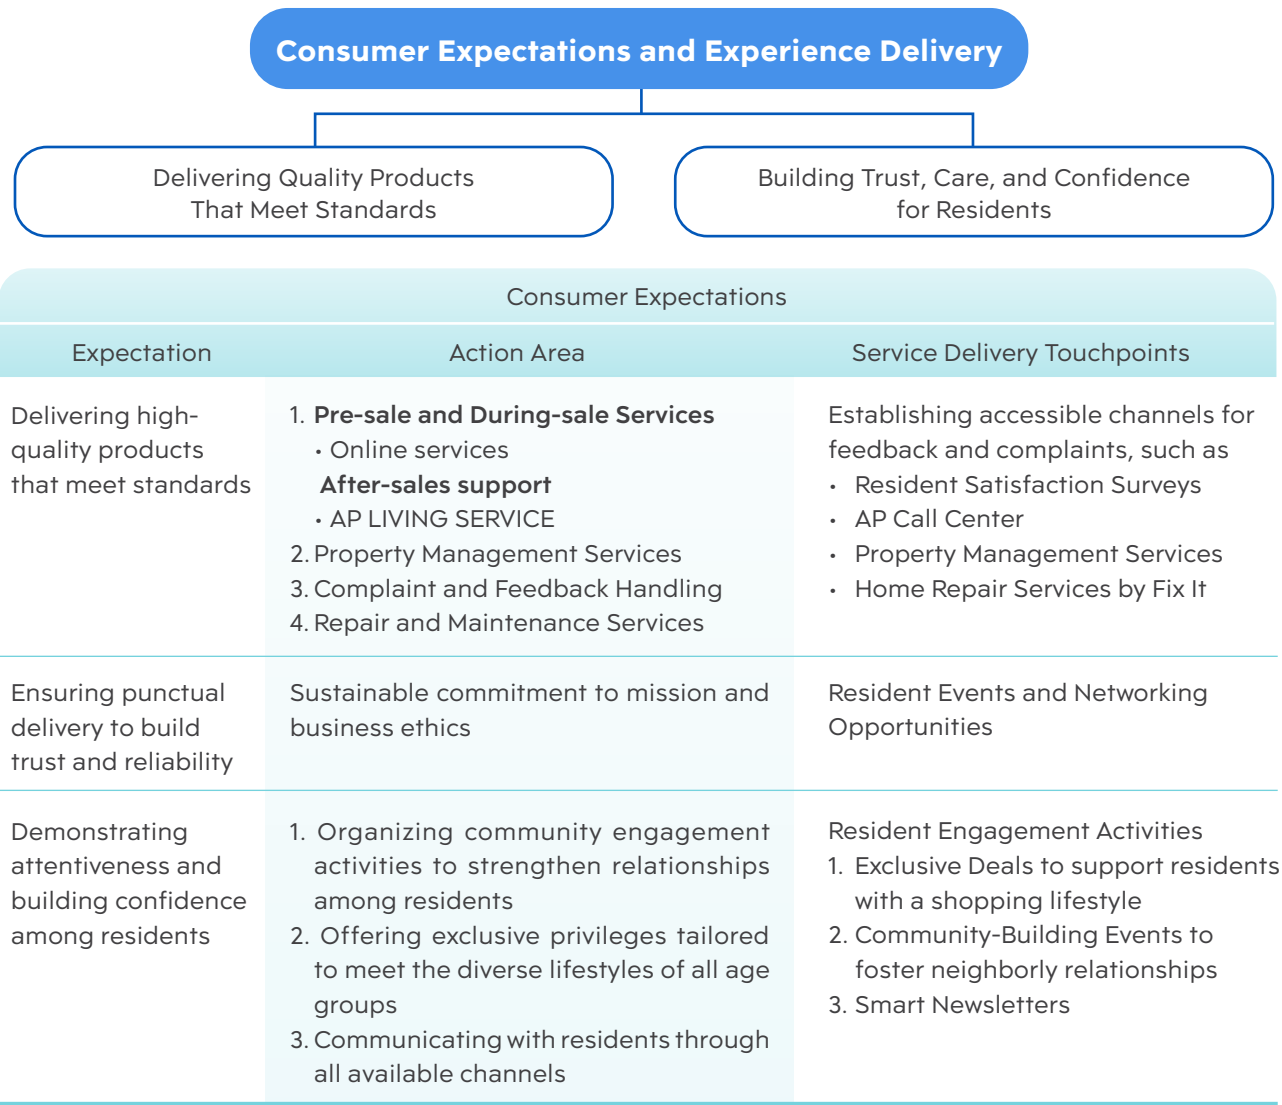 Consumer Expectations and Experience Delivery
Delivering Quality Products
That Meet Standards
Building Trust, Care, and Confidence
for Residents
Consumer Expectations
Expectation
Action Area
Service Delivery Touchpoints
Delivering high-
quality products
that meet standards
1. Pre-sale and During-sale Services
• Online services
After-sales support
• AP LIVING SERVICE
2. Property Management Services
3. Complaint and Feedback Handling
4. Repair and Maintenance Services
Establishing accessible channels for
feedback and complaints, such as
• Resident Satisfaction Surveys
• AP Call Center
• Property Management Services
• Home Repair Services by Fix It
Ensuring punctual
delivery to build
trust and reliability
Sustainable commitment to mission and
business ethics
Resident Events and Networking
Opportunities
Demonstrating
attentiveness and
building confidence
among residents
1. Organizing community engagement
activities to strengthen relationships
among residents
2. Offering exclusive privileges tailored
to meet the diverse lifestyles of all age
groups
3. Communicating with residents through
all available channels
Resident Engagement Activities
1. Exclusive Deals to support residents
with a shopping lifestyle
2. Community-Building Events to
foster neighborly relationships
3. Smart Newsletters